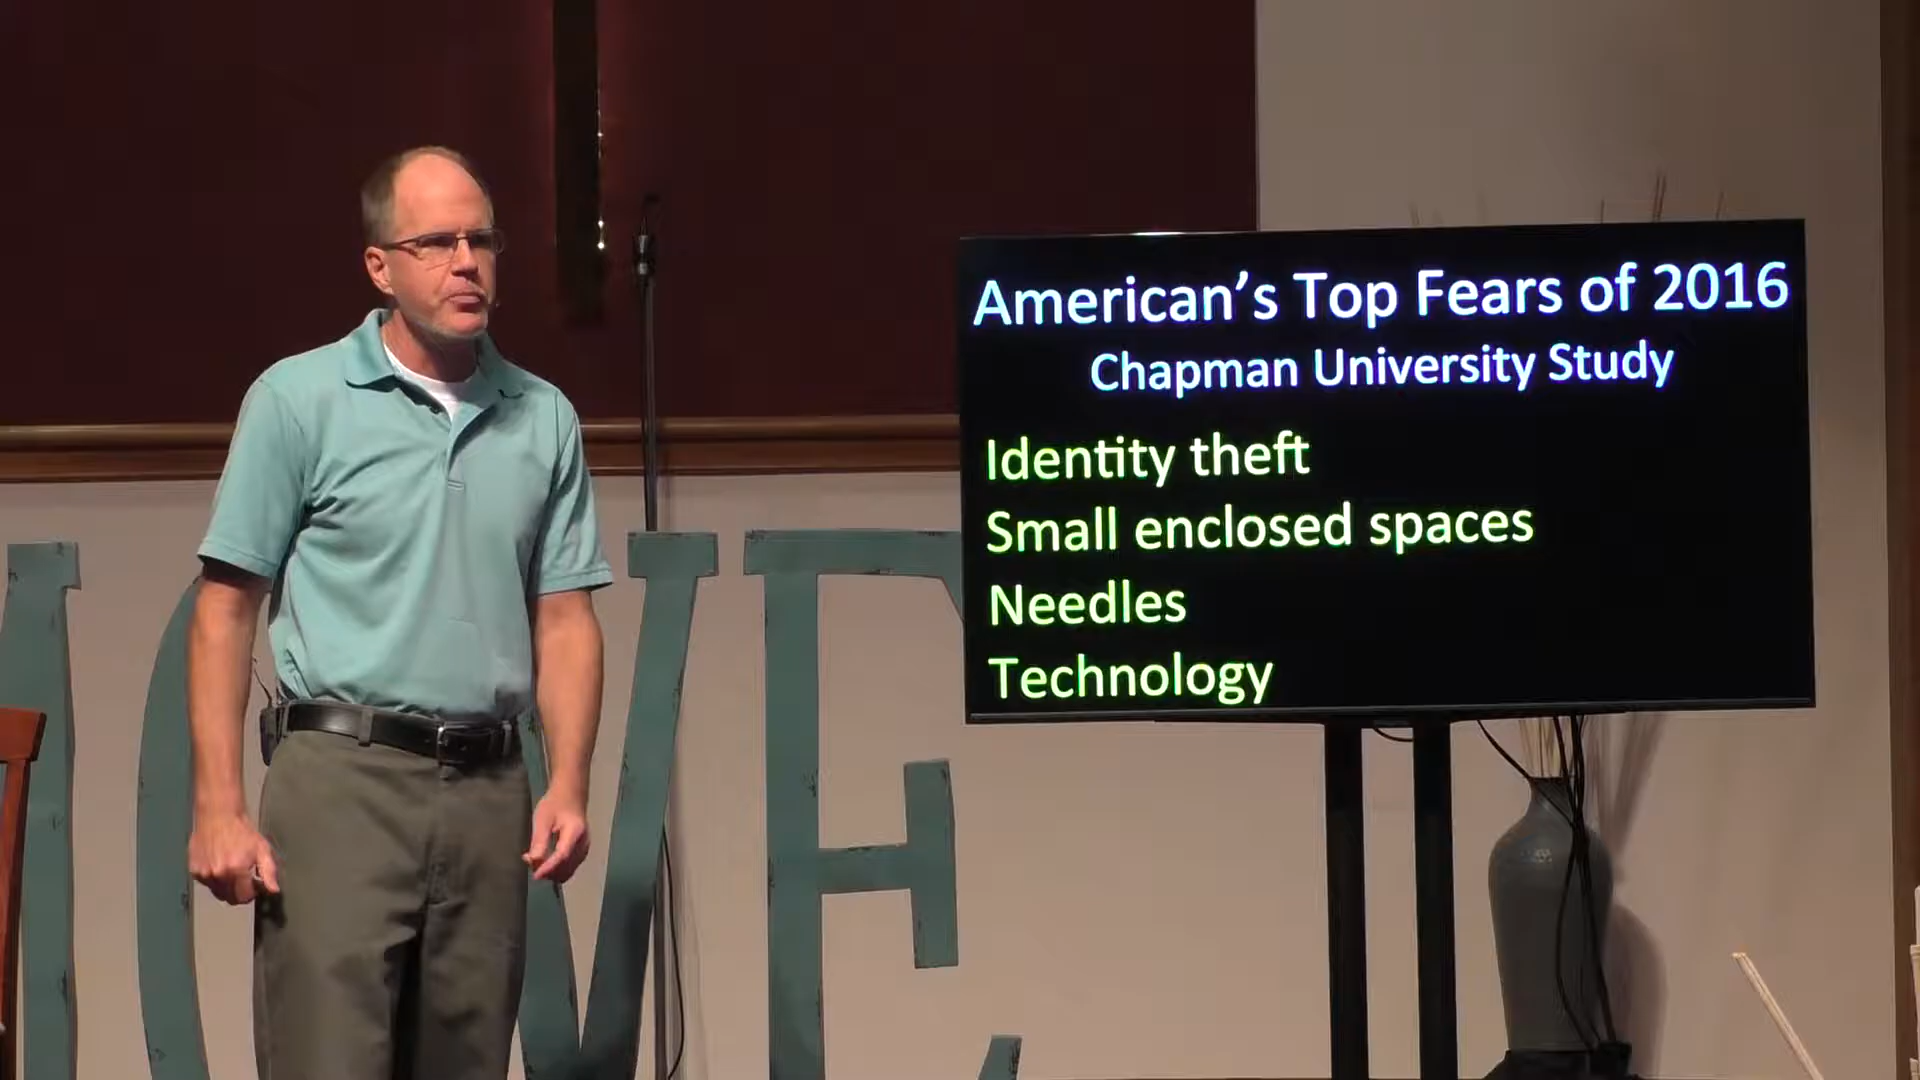 American's Top Fears of 2016
Chapman University Study
Identity theft
Small enclosed spaces
Needles
Technology